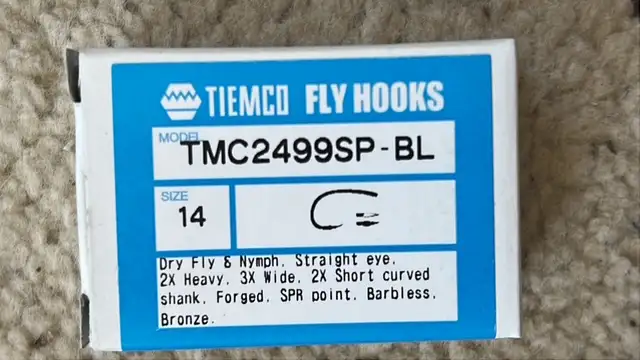 TIEMCO FLY HOOKS
MODEL
TMC2499SP-BL
SIZE
14
Dry Fly & Nymph. Straight eye.
2X Heavy. 3X Wide. 2X Short curved
shank. Forged. SPR point. Barbless.
Bronze.